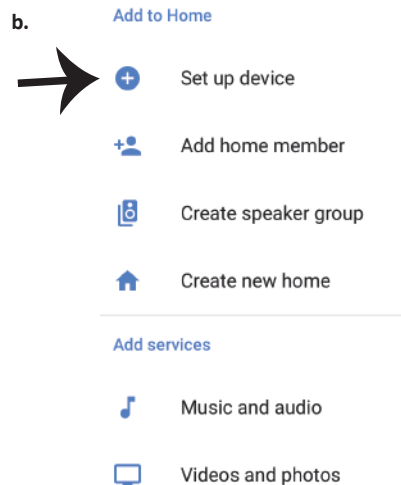 b.
Add to Home
Set up device
Add home member
Create speaker group
Create new home
Add services
Music and audio
Videos and photos